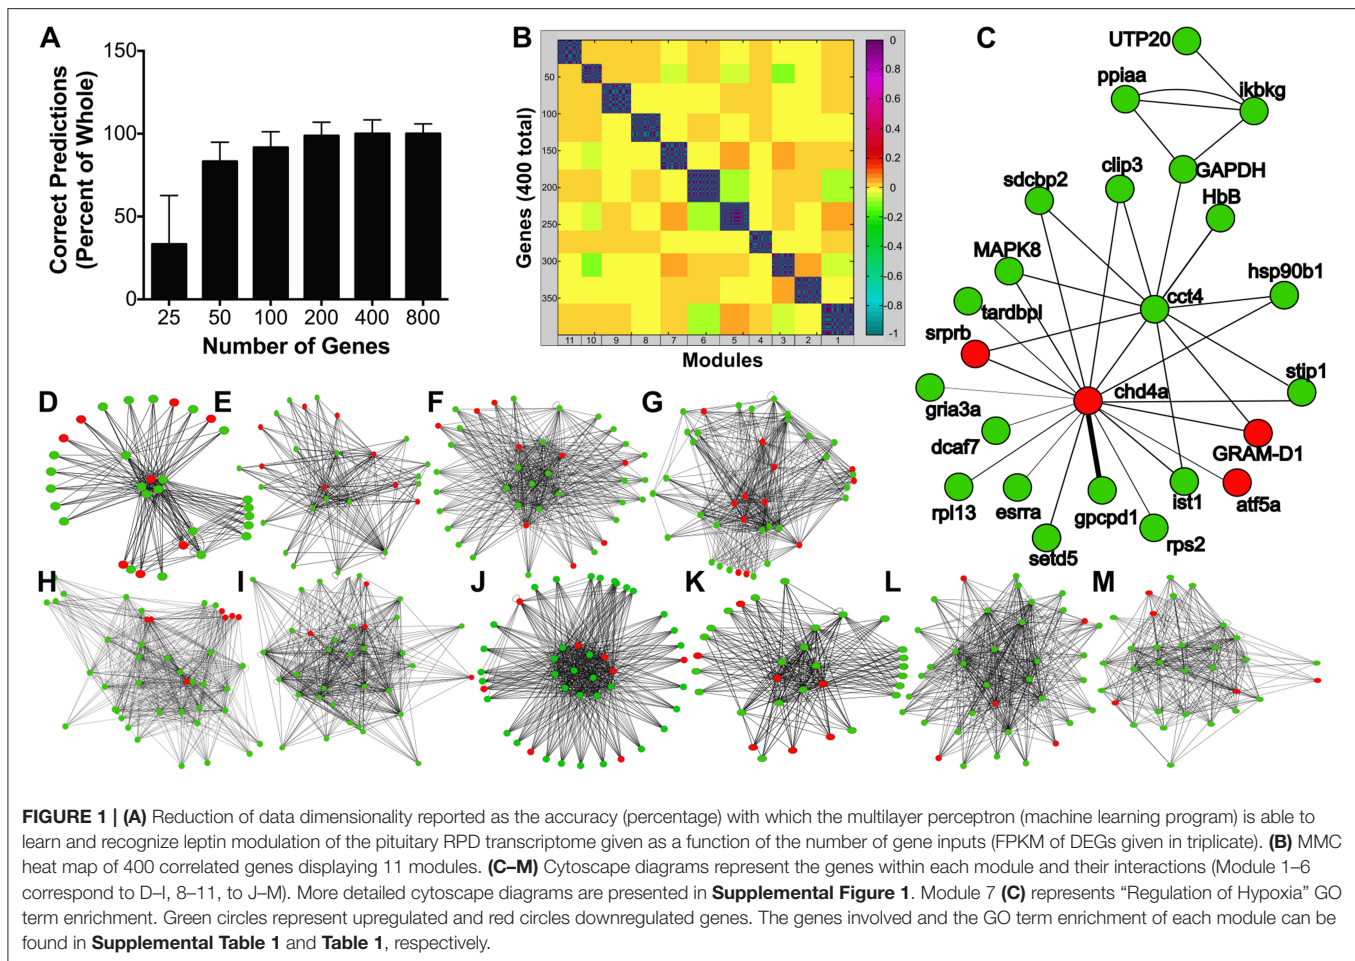 A
150
100
50
0
Correct Predictions
(Percent of Whole)
25 50 100 200 400 800
Number of Genes
B
Genes (400 total)
50
100
150
200
250
300
350
11 10 9 8 7 6 5 4 3 2 1
Modules
0
0.8
0.6
0.4
0.2
0
-0.2
-0.4
-0.6
-0.8
-1
C
UTP20
ppiaa
ikbkg
clip3
GAPDH
sdcbp2
HbB
MAPK8
hsp90b1
cct4
tardbpl
srprb
stip1
chd4a
gria3a
dcaf7
GRAM-D1
rpl13
esrra
gpcpd1
ist1
atf5a
setd5
rps2
D
E
F
G
H
I
J
K
L
M
FIGURE 1 | (A) Reduction of data dimensionality reported as the accuracy (percentage) with which the multilayer perceptron (machine learning program) is able to
learn and recognize leptin modulation of the pituitary RPD transcriptome given as a function of the number of gene inputs (FPKM of DEGs given in triplicate). (B) MMC
heat map of 400 correlated genes displaying 11 modules. (C–M) Cytoscape diagrams represent the genes within each module and their interactions (Module 1–6
correspond to D–I, 8–11, to J–M). More detailed cytoscape diagrams are presented in Supplemental Figure 1. Module 7 (C) represents “Regulation of Hypoxia” GO
term enrichment. Green circles represent upregulated and red circles downregulated genes. The genes involved and the GO term enrichment of each module can be
found in Supplemental Table 1 and Table 1, respectively.